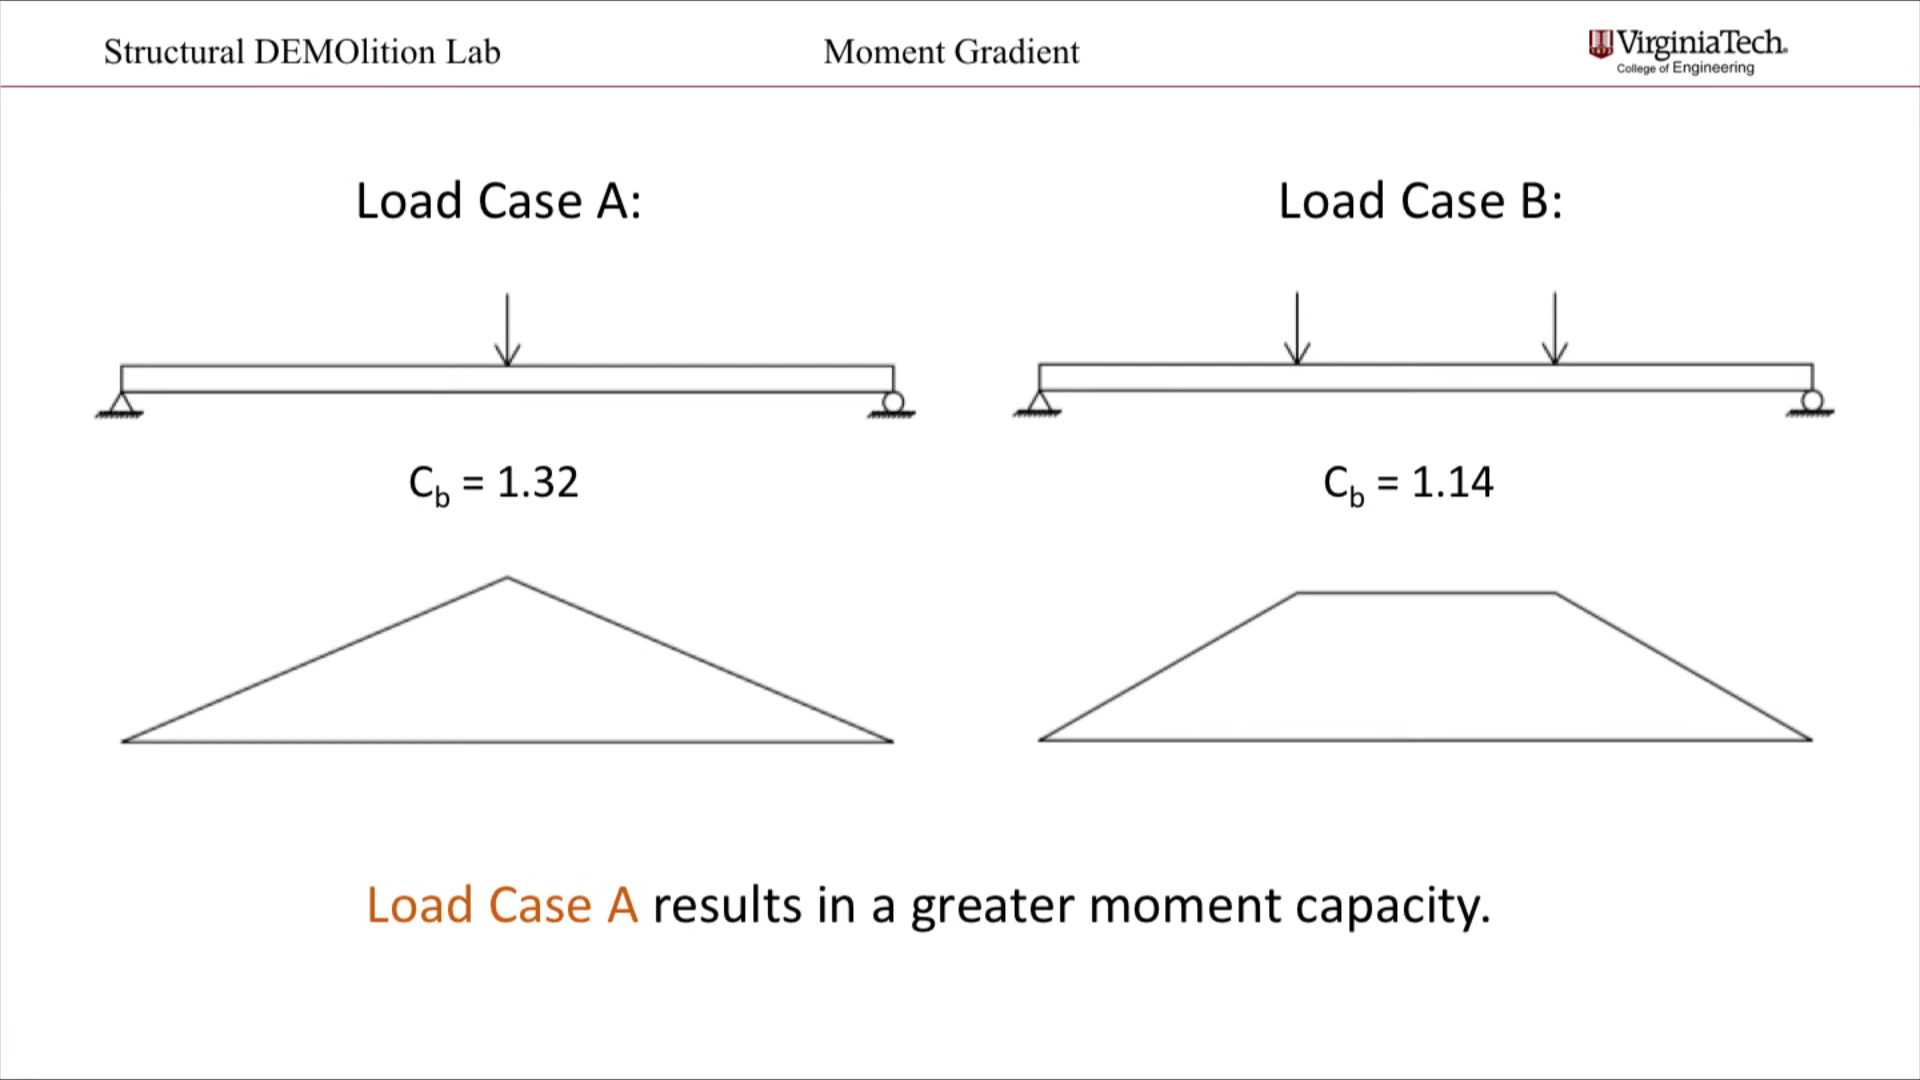 Structural DEMOlition Lab
Moment Gradient
VirginiaTech.
College of Engineering
Load Case A:
Load Case B:
C_b = 1.32
C_b = 1.14
Load Case A results in a greater moment capacity.